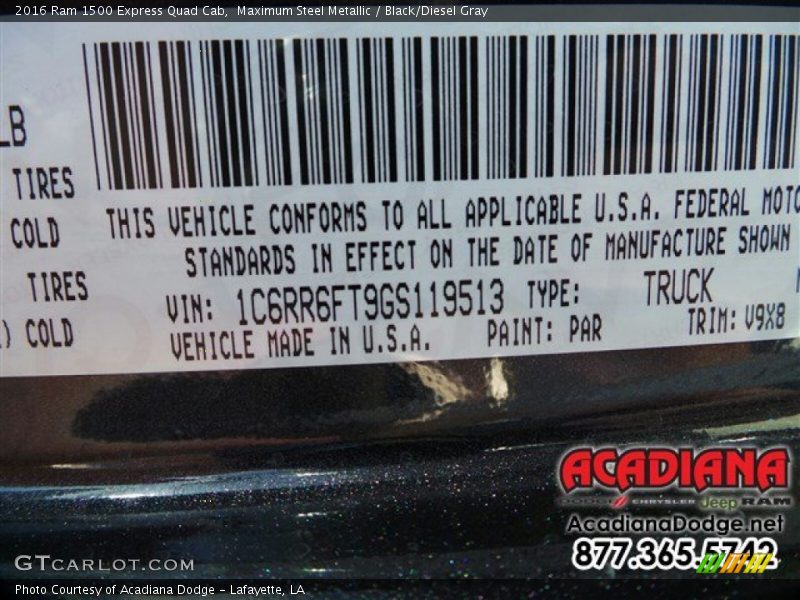 2016 Ram 1500 Express Quad Cab,  Maximum Steel Metallic / Black/Diesel Gray
LB
TIRES
COLD
TIRES
) COLD
THIS VEHICLE CONFORMS TO ALL APPLICABLE U.S.A. FEDERAL MOTO
STANDARDS IN EFFECT ON THE DATE OF MANUFACTURE SHOWN
VIN: 1C6RR6FT9GS119513 TYPE: TRUCK
VEHICLE MADE IN U.S.A. PAINT: PAR TRIM: V9X8
ACADIANA
DODGE CHRYSLER Jeep RAM
AcadianaDodge.net
877.365.5742
GTCARLOT.COM
Photo Courtesy of Acadiana Dodge - Lafayette, LA